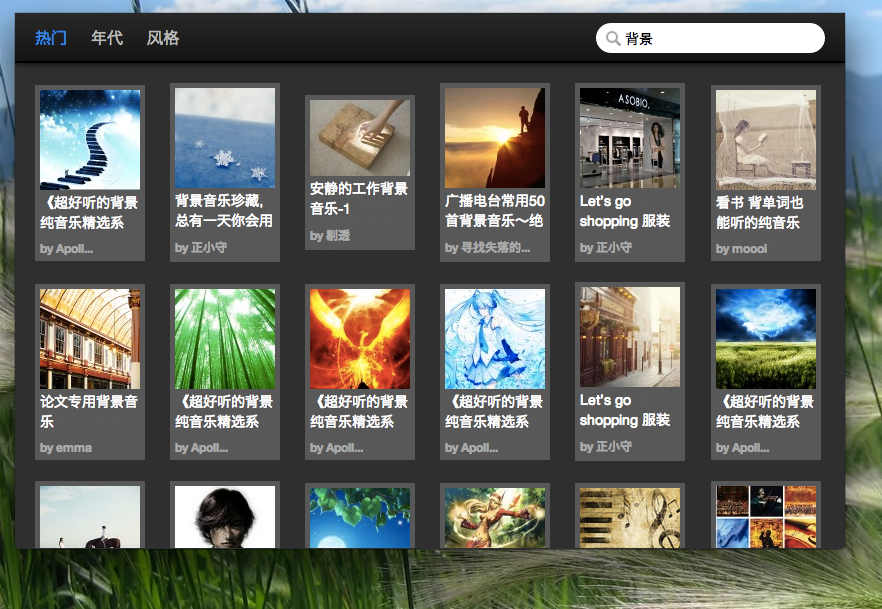 热门 年代 风格
背景
《超好听的背景
纯音乐精选系
by Apoll...
背景音乐珍藏,
总有一天你会用
by 正小守
安静的工作背景
音乐-1
by 剔透
广播电台常用50
首背景音乐～绝
by 寻找失落的...
ASOBIO.
Let's go
shopping 服装
by 正小守
看书 背单词也
能听的纯音乐
by moooi
论文专用背景音
乐
by emma
《超好听的背景
纯音乐精选系
by Apoll...
《超好听的背景
纯音乐精选系
by Apoll...
《超好听的背景
纯音乐精选系
by Apoll...
Let's go
shopping 服装
by 正小守
《超好听的背景
纯音乐精选系
by Apoll...